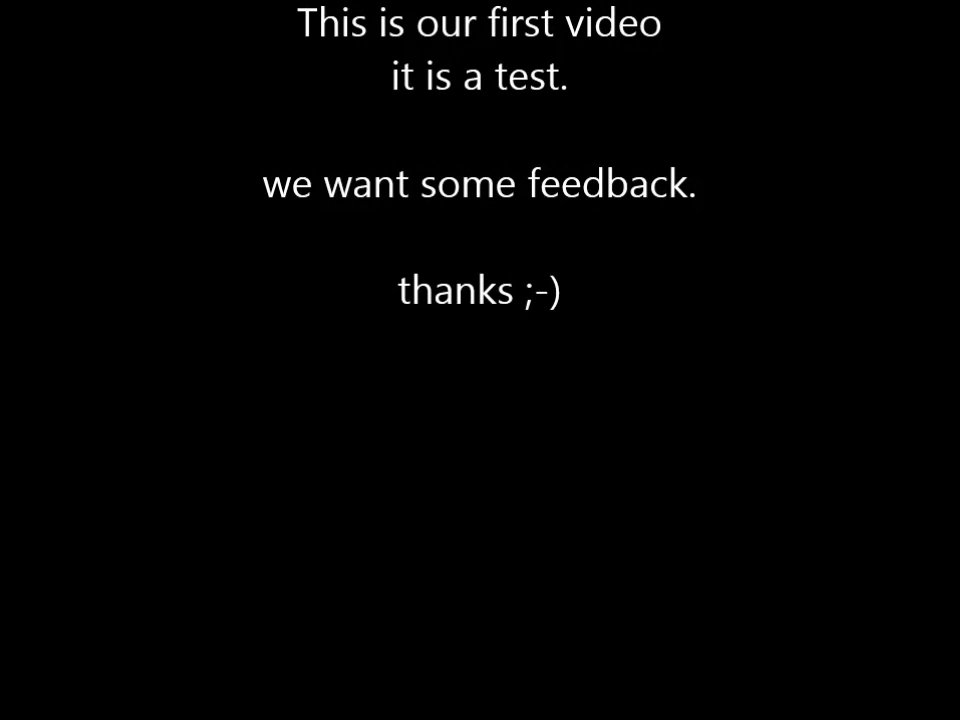 This is our first video
it is a test.
we want some feedback.
thanks ;-)